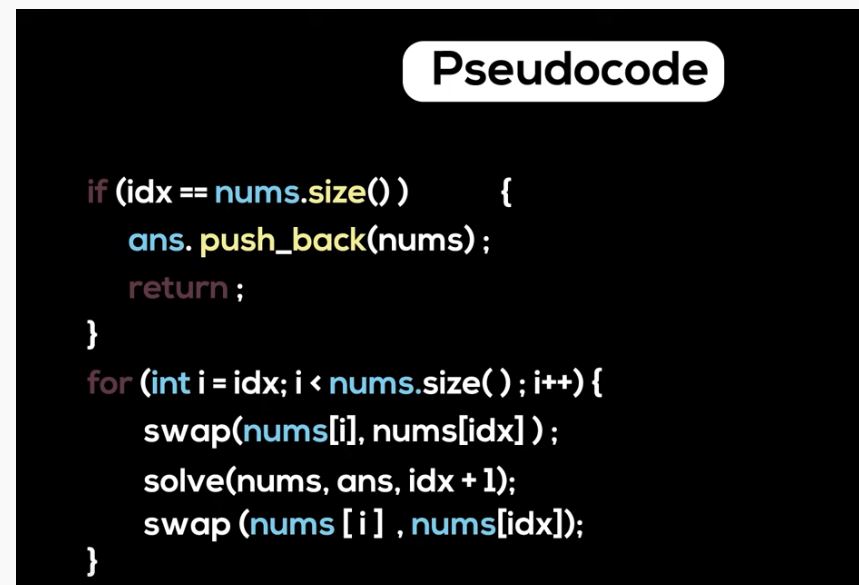 Pseudocode
if (idx == nums.size() ) {
ans. push_back(nums) ;
return ;
}
for (int i = idx; i < nums.size( ) ; i++) {
swap(nums[i], nums[idx] ) ;
solve(nums, ans, idx + 1);
swap (nums [ i ] , nums[idx]);
}